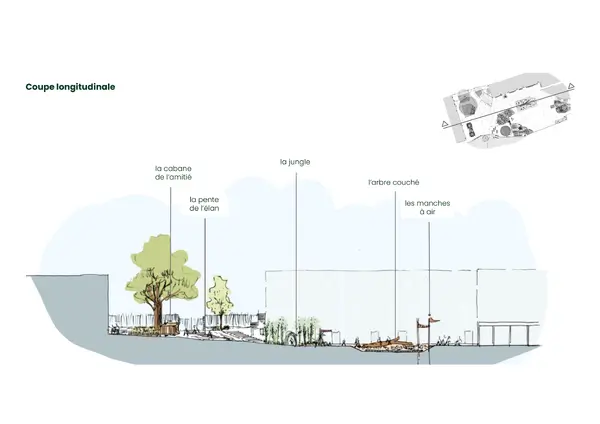 Coupe longitudinale
la cabane
de l'amitié
la pente
de l'élan
la jungle
l'arbre couché
les manches
à air